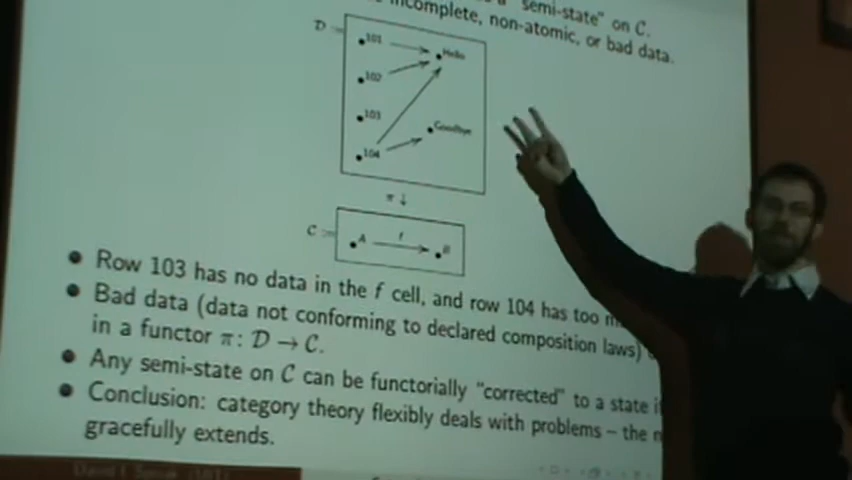 "semi-state" on C.
incomplete, non-atomic, or bad data.
D :=
•101
•Hello
•102
•103
•Goodbye
•104
π ↓
C :=
•A
f
•B
• Row 103 has no data in the f cell, and row 104 has too
• Bad data (data not conforming to declared composition laws)
in a functor π: D → C.
• Any semi-state on C can be functorially "corrected" to a state
• Conclusion: category theory flexibly deals with problems – the
gracefully extends.